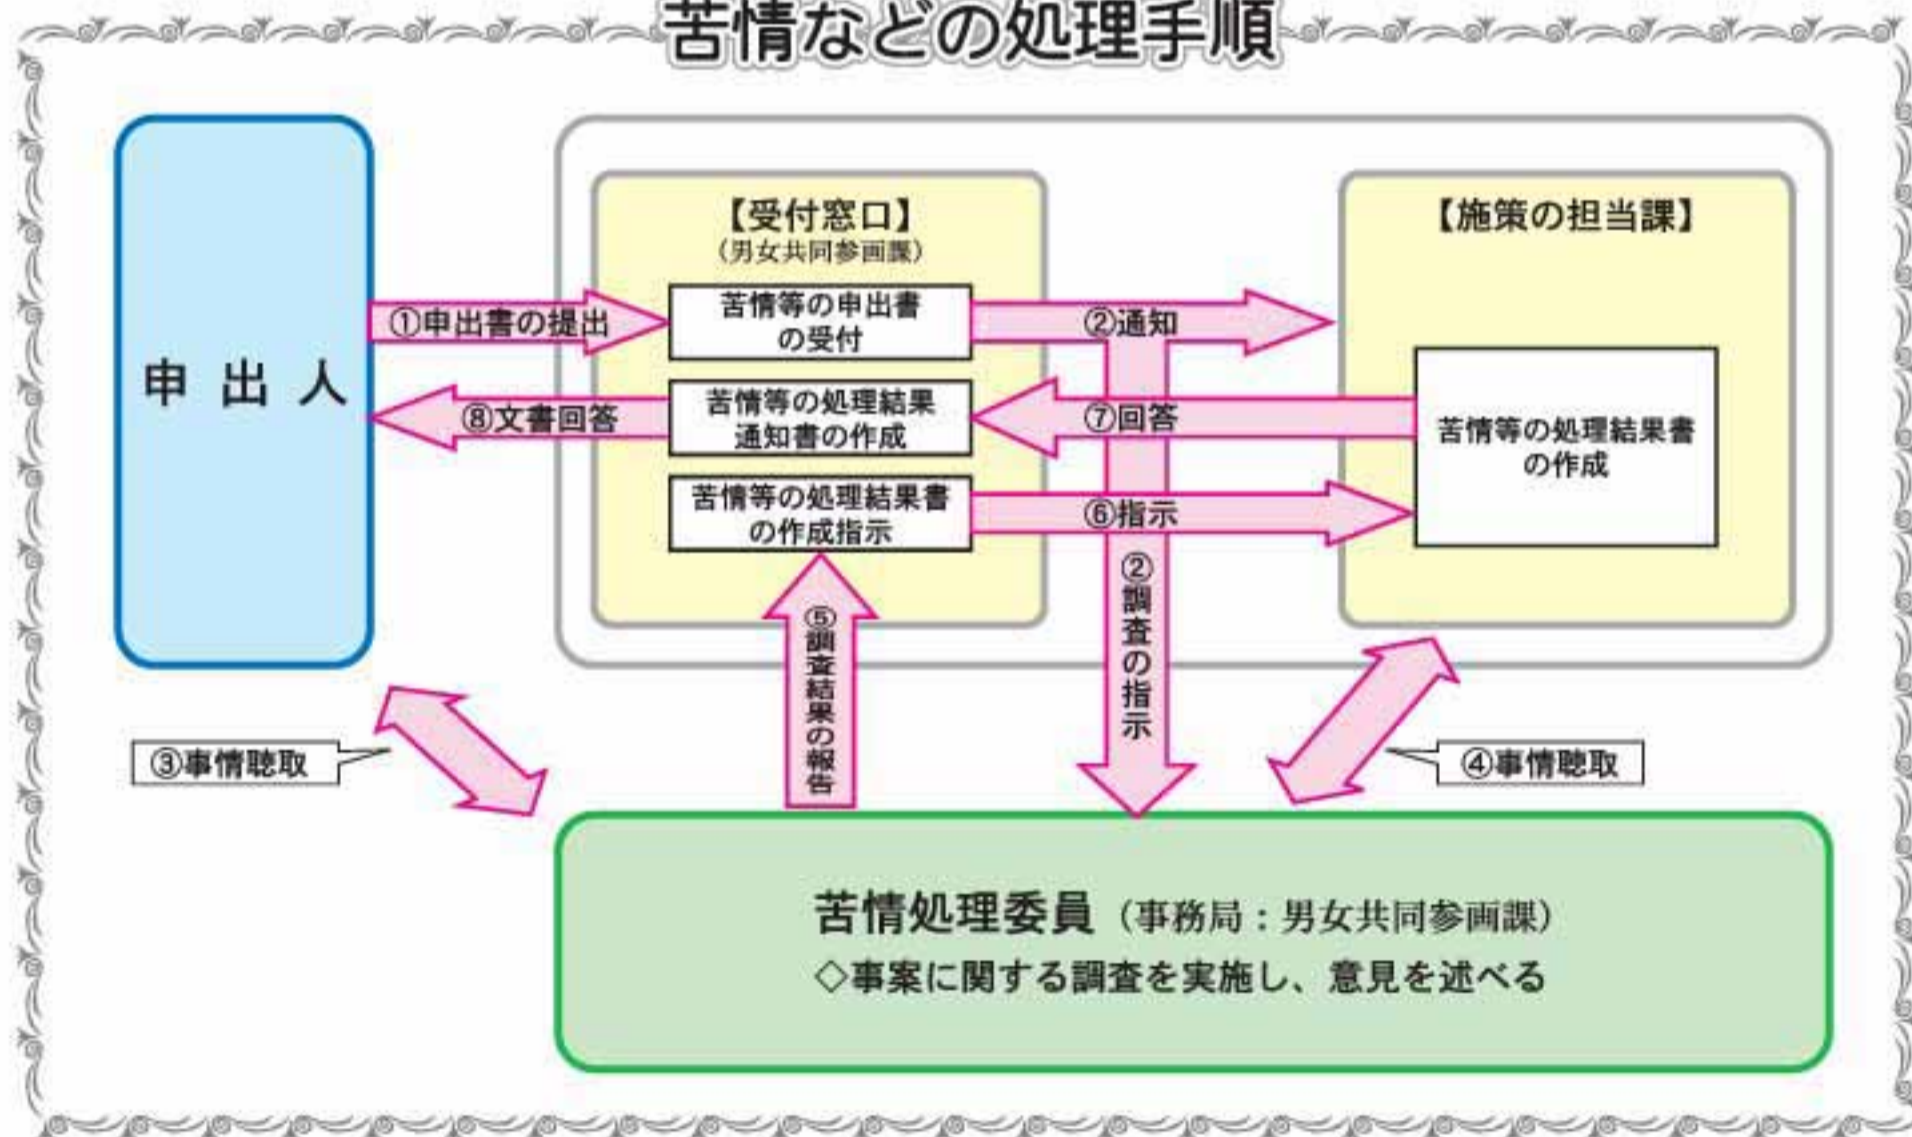 苦情などの処理手順
申出人
【受付窓口】
（男女共同参画課）
【施策の担当課】
①申出書の提出
苦情等の申出書
の受付
②通知
⑧文書回答
苦情等の処理結果
通知書の作成
⑦回答
苦情等の処理結果書
の作成
苦情等の処理結果書
の作成指示
⑥指示
⑤調査結果の報告
②調査の指示
③事情聴取
④事情聴取
苦情処理委員（事務局：男女共同参画課）
◇事案に関する調査を実施し、意見を述べる